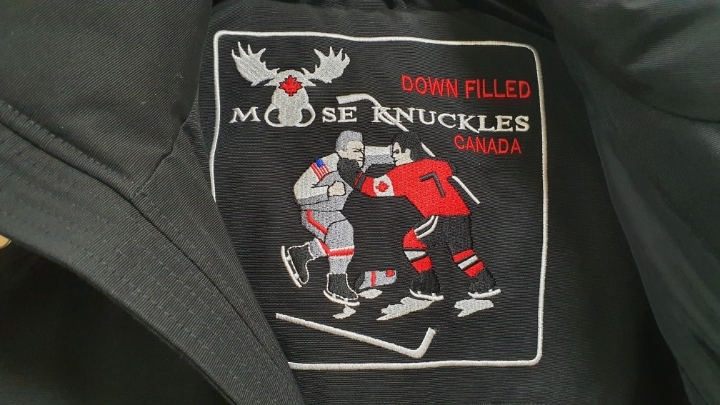 DOWN FILLED
MOOSE KNUCKLES
CANADA
7